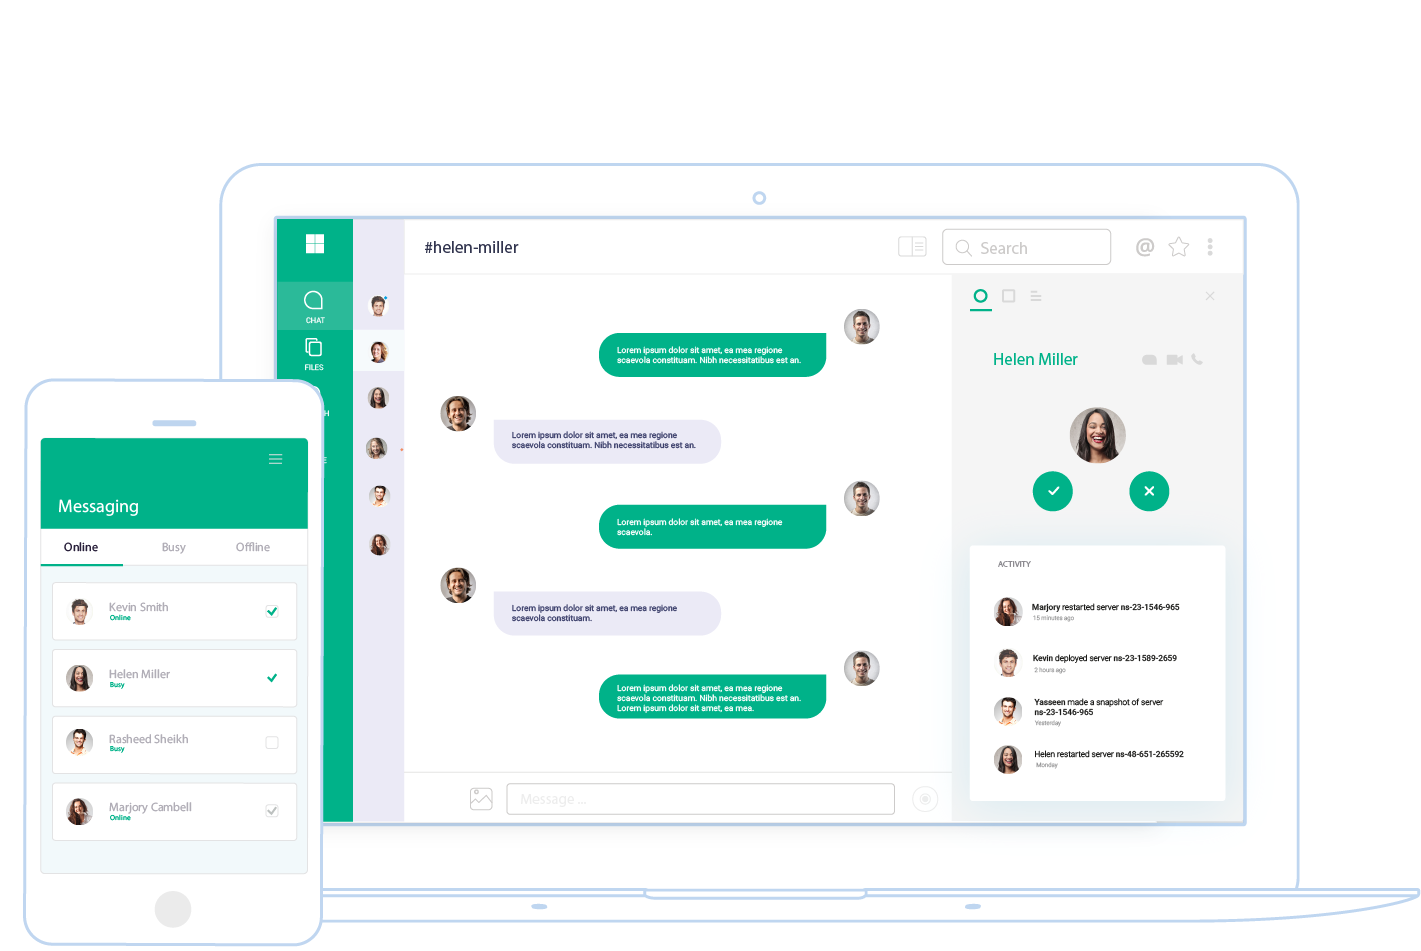 #helen-miller
Search
@
CHAT
FILES
H
E
Lorem ipsum dolor sit amet, ea mea regione
scaevola constituam. Nibh necessitatibus est an.
Lorem ipsum dolor sit amet, ea mea regione
scaevola constituam. Nibh necessitatibus est an.
Lorem ipsum dolor sit amet, ea mea regione
scaevola.
Lorem ipsum dolor sit amet, ea mea regione
scaevola constituam.
Lorem ipsum dolor sit amet, ea mea regione
scaevola constituam. Nibh necessitatibus est an.
Lorem ipsum dolor sit amet, ea mea.
Message ...
Helen Miller
ACTIVITY
Marjory restarted server ns-23-1546-965
15 minutes ago
Kevin deployed server ns-23-1589-2659
2 hours ago
Yasseen made a snapshot of server
ns-23-1546-965
Yesterday
Helen restarted server ns-48-651-265592
Monday
Messaging
Online Busy Offline
Kevin Smith
Online
Helen Miller
Busy
Rasheed Sheikh
Busy
Marjory Cambell
Online